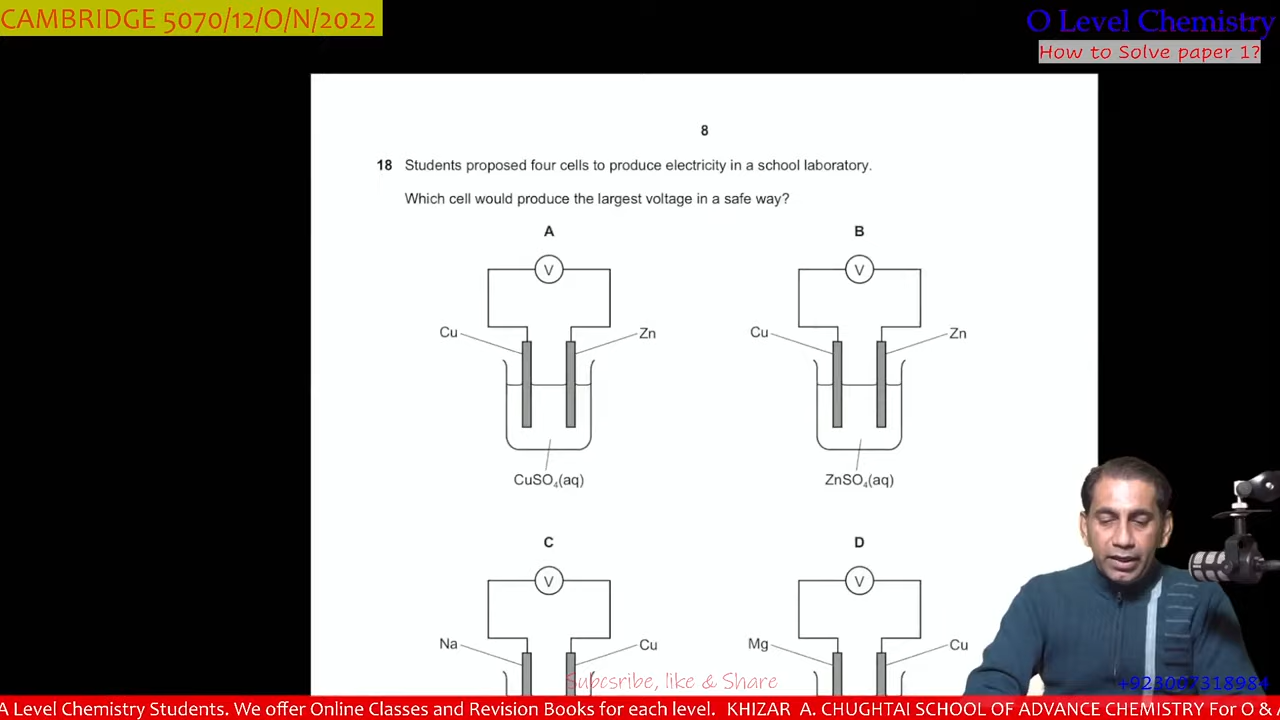 CAMBRIDGE 5070/12/O/N/2022
O Level Chemistry
How to Solve paper 1?
8
18 Students proposed four cells to produce electricity in a school laboratory.
Which cell would produce the largest voltage in a safe way?
A B
V V
Cu Zn Cu Zn
CuSO₄(aq) ZnSO₄(aq)
C D
V V
Na Cu Mg Cu
Subcsribe, like & Share
+923007318984
A Level Chemistry Students. We offer Online Classes and Revision Books for each level. KHIZAR A. CHUGHTAI SCHOOL OF ADVANCE CHEMISTRY For O & A